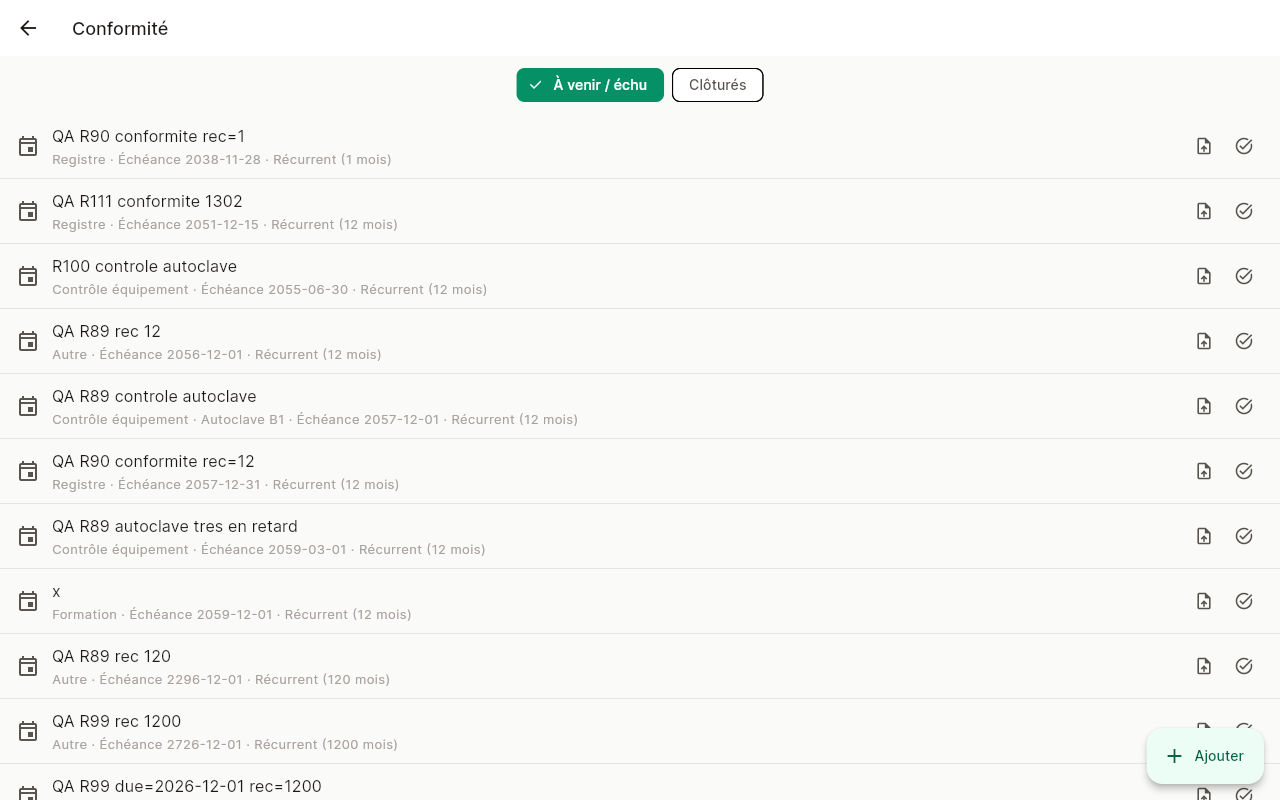 Conformité
À venir / échu
Clôturés
QA R90 conformite rec=1
Registre · Échéance 2038-11-28 · Récurrent (1 mois)
QA R111 conformite 1302
Registre · Échéance 2051-12-15 · Récurrent (12 mois)
R100 controle autoclave
Contrôle équipement · Échéance 2055-06-30 · Récurrent (12 mois)
QA R89 rec 12
Autre · Échéance 2056-12-01 · Récurrent (12 mois)
QA R89 controle autoclave
Contrôle équipement · Autoclave B1 · Échéance 2057-12-01 · Récurrent (12 mois)
QA R90 conformite rec=12
Registre · Échéance 2057-12-31 · Récurrent (12 mois)
QA R89 autoclave tres en retard
Contrôle équipement · Échéance 2059-03-01 · Récurrent (12 mois)
x
Formation · Échéance 2059-12-01 · Récurrent (12 mois)
QA R89 rec 120
Autre · Échéance 2296-12-01 · Récurrent (120 mois)
QA R99 rec 1200
Autre · Échéance 2726-12-01 · Récurrent (1200 mois)
Ajouter
QA R99 due=2026-12-01 rec=1200